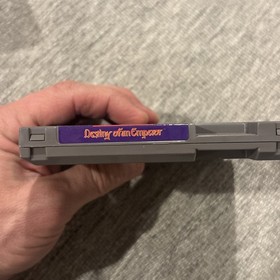 Destiny of an Emperor